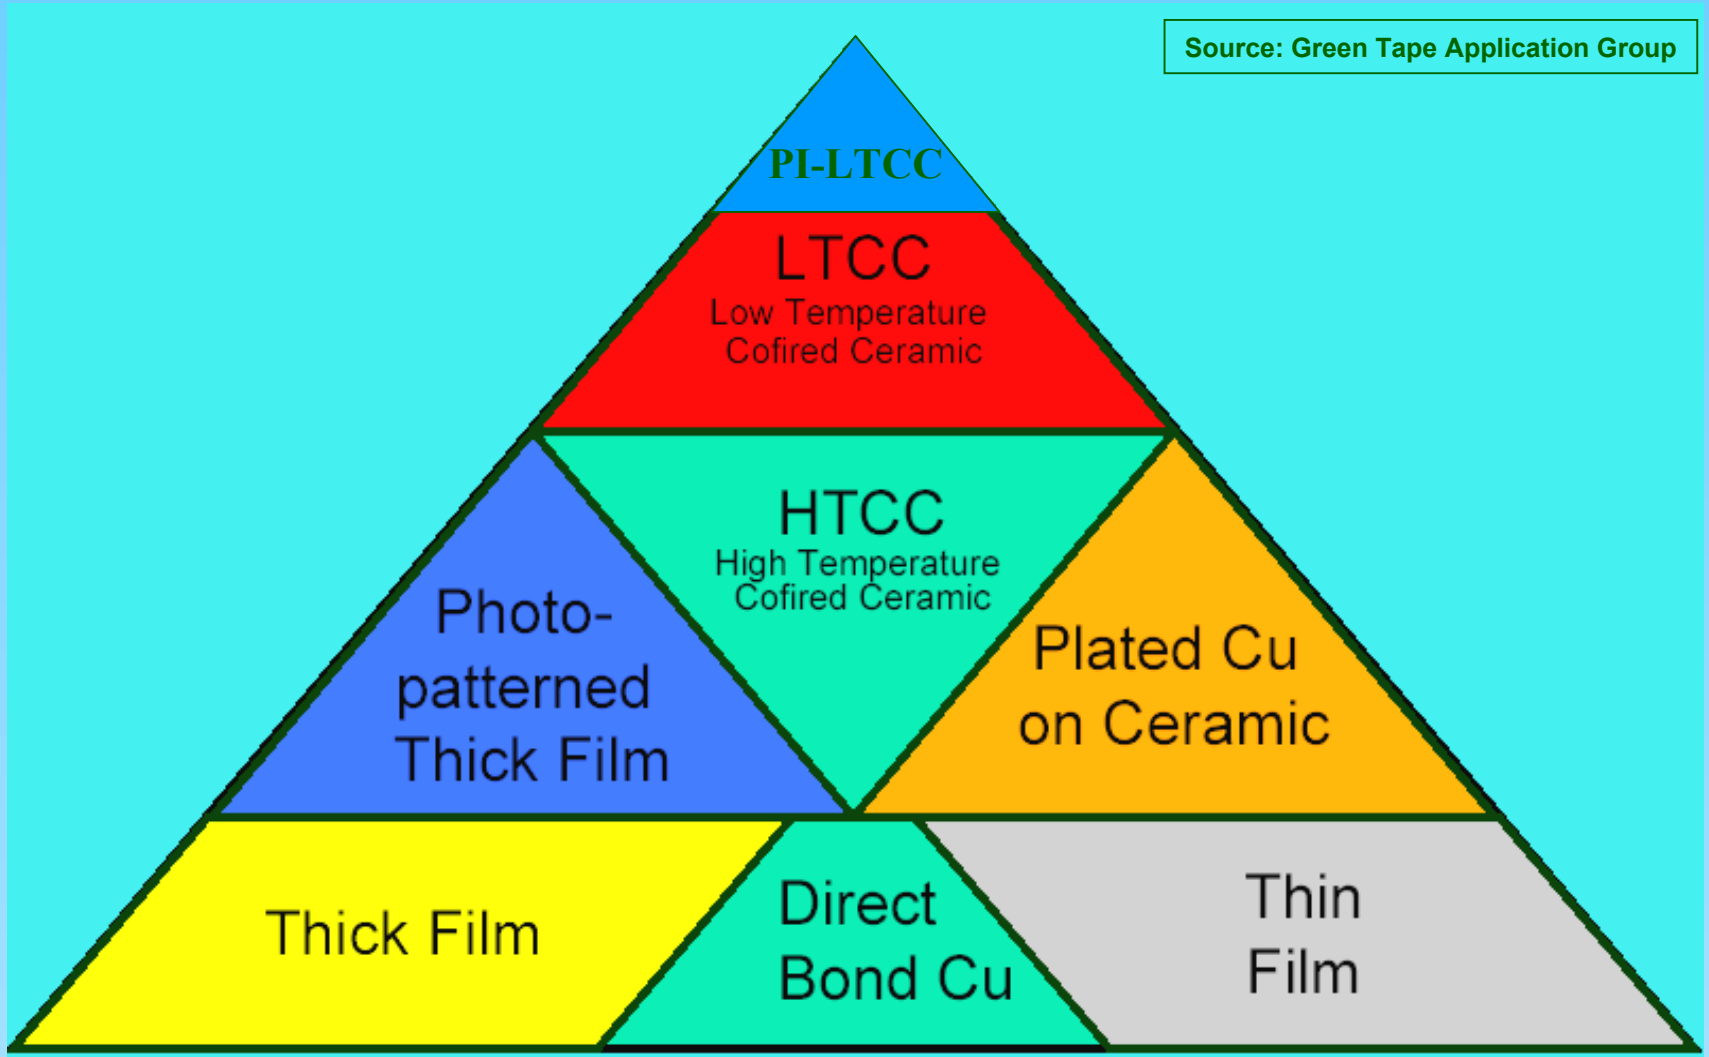 Source: Green Tape Application Group
PI-LTCC
LTCC
Low Temperature
Cofired Ceramic
HTCC
High Temperature
Cofired Ceramic
Photo-
patterned
Thick Film
Plated Cu
on Ceramic
Thick Film
Direct
Bond Cu
Thin
Film